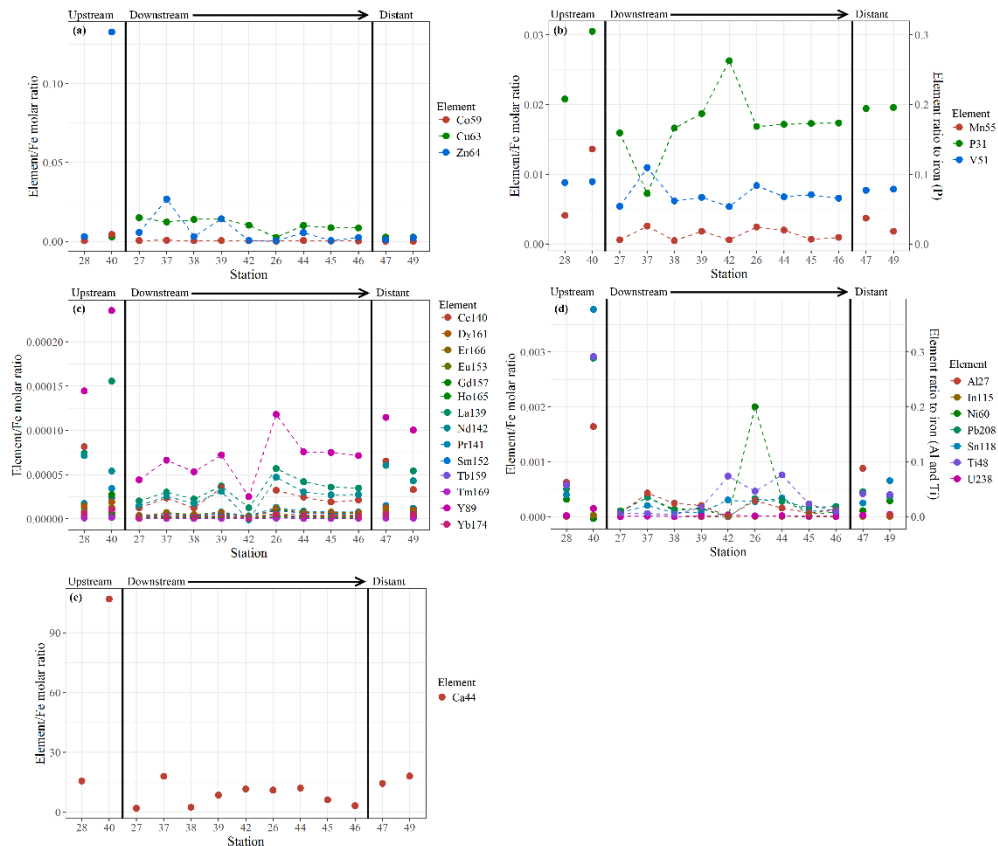 Upstream Downstream Distant
(a)
0.10
0.05
0.00
Element/Fe molar ratio
28 40 27 37 38 39 42 26 44 45 46 47 49
Station
Element
Co59
Cu63
Zn64
Upstream Downstream Distant
(b)
0.03
0.02
0.01
0.00
Element/Fe molar ratio
0.3
0.2
0.1
0.0
Element ratio to iron (P)
28 40 27 37 38 39 42 26 44 45 46 47 49
Station
Element
Mn55
P31
V51
Upstream Downstream Distant
(c)
0.00020
0.00015
0.00010
0.00005
0.00000
Element/Fe molar ratio
28 40 27 37 38 39 42 26 44 45 46 47 49
Station
Element
Ce140
Dy161
Er166
Eu153
Gd157
Ho165
La139
Nd142
Pr141
Sm152
Tb159
Tm169
Y89
Yb174
Upstream Downstream Distant
(d)
0.003
0.002
0.001
0.000
Element/Fe molar ratio
0.3
0.2
0.1
0.0
Element ratio to iron (Al and Ti)
28 40 27 37 38 39 42 26 44 45 46 47 49
Station
Element
Al27
In115
Ni60
Pb208
Sn118
Ti48
U238
Upstream Downstream Distant
(e)
90
60
30
0
Element/Fe molar ratio
28 40 27 37 38 39 42 26 44 45 46 47 49
Station
Element
Ca44